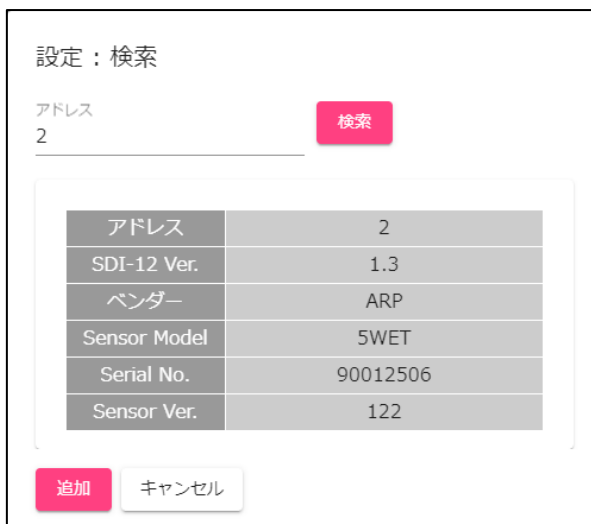 設定：検索
アドレス
2
検索
アドレス 2
SDI-12 Ver. 1.3
ベンダー ARP
Sensor Model 5WET
Serial No. 90012506
Sensor Ver. 122
追加 キャンセル